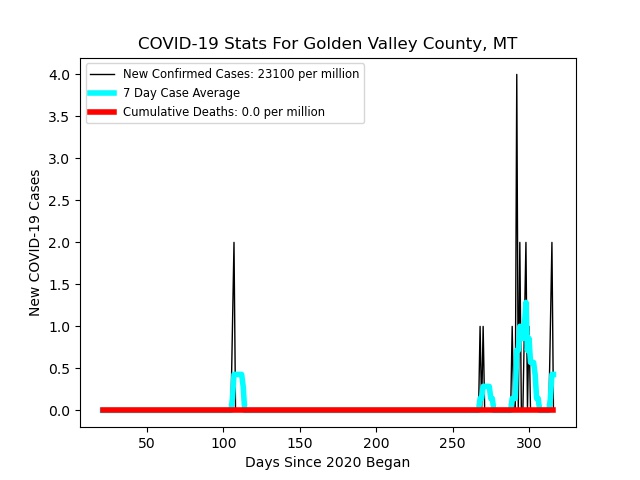 COVID-19 Stats For Golden Valley County, MT
New Confirmed Cases: 23100 per million
7 Day Case Average
Cumulative Deaths: 0.0 per million
New COVID-19 Cases
4.0
3.5
3.0
2.5
2.0
1.5
1.0
0.5
0.0
50 100 150 200 250 300
Days Since 2020 Began